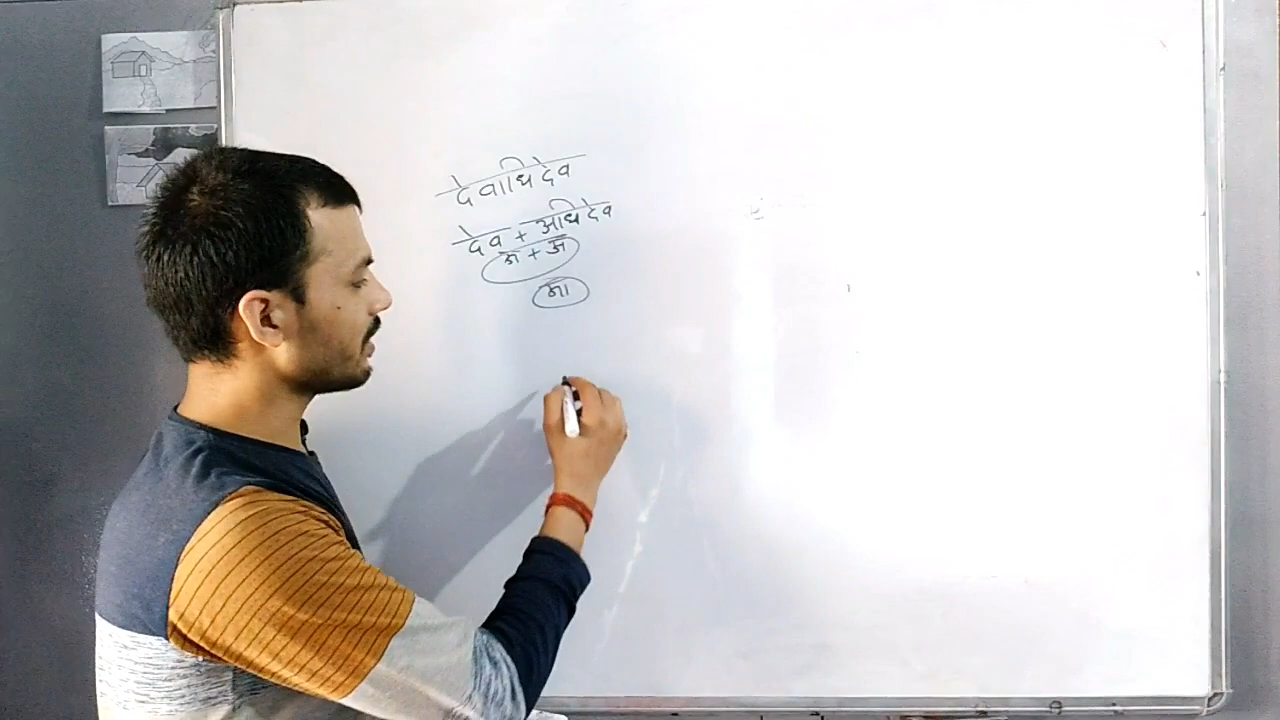 देवाधिदेव
देव + अधिदेव
अ + अ
आ